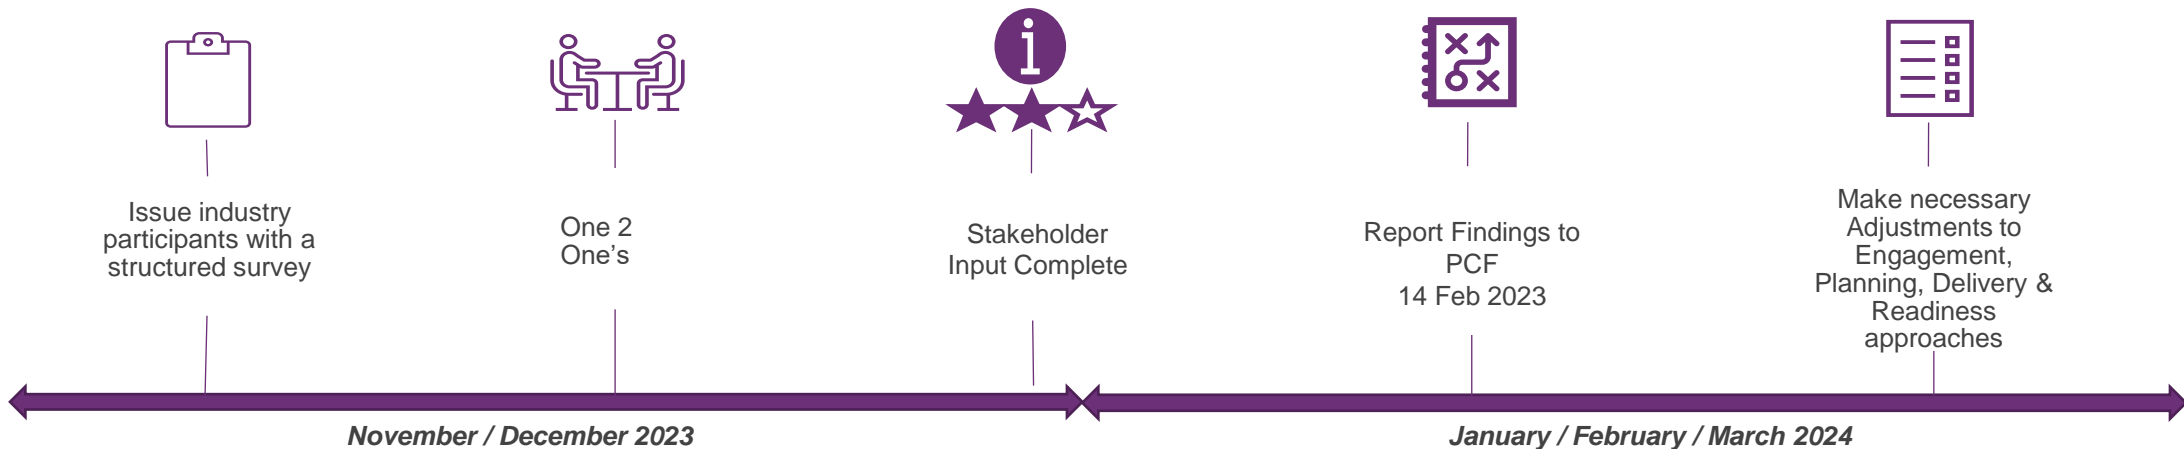 Issue industry
participants with a
structured survey
One 2
One's
Stakeholder
Input Complete
Report Findings to
PCF
14 Feb 2023
Make necessary
Adjustments to
Engagement,
Planning, Delivery &
Readiness
approaches
November / December 2023
January / February / March 2024